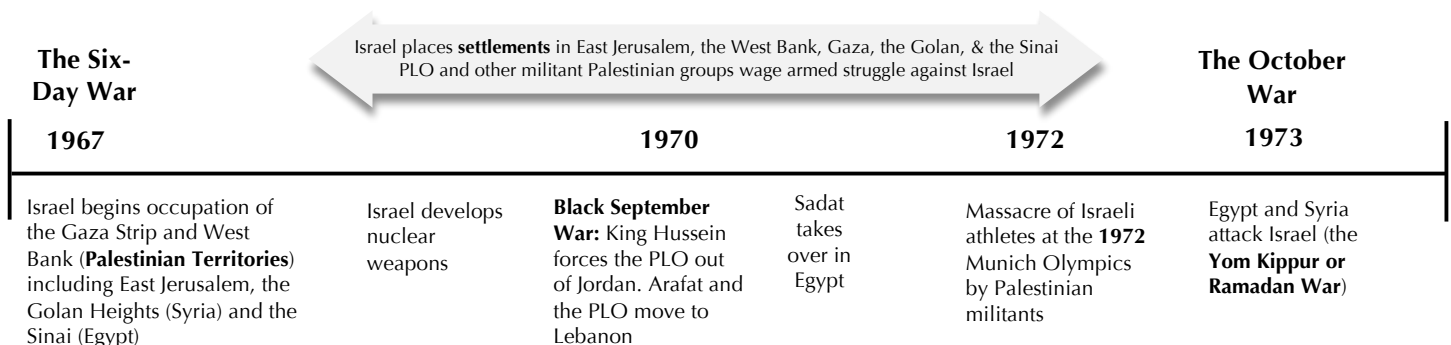 Israel places settlements in East Jerusalem, the West Bank, Gaza, the Golan, & the Sinai
PLO and other militant Palestinian groups wage armed struggle against Israel
The Six-
Day War
1967
1970
1972
The October
War
1973
Israel begins occupation of
the Gaza Strip and West
Bank (Palestinian Territories)
including East Jerusalem, the
Golan Heights (Syria) and the
Sinai (Egypt)
Israel develops
nuclear
weapons
Black September
War: King Hussein
forces the PLO out
of Jordan. Arafat and
the PLO move to
Lebanon
Sadat
takes
over in
Egypt
Massacre of Israeli
athletes at the 1972
Munich Olympics
by Palestinian
militants
Egypt and Syria
attack Israel (the
Yom Kippur or
Ramadan War)